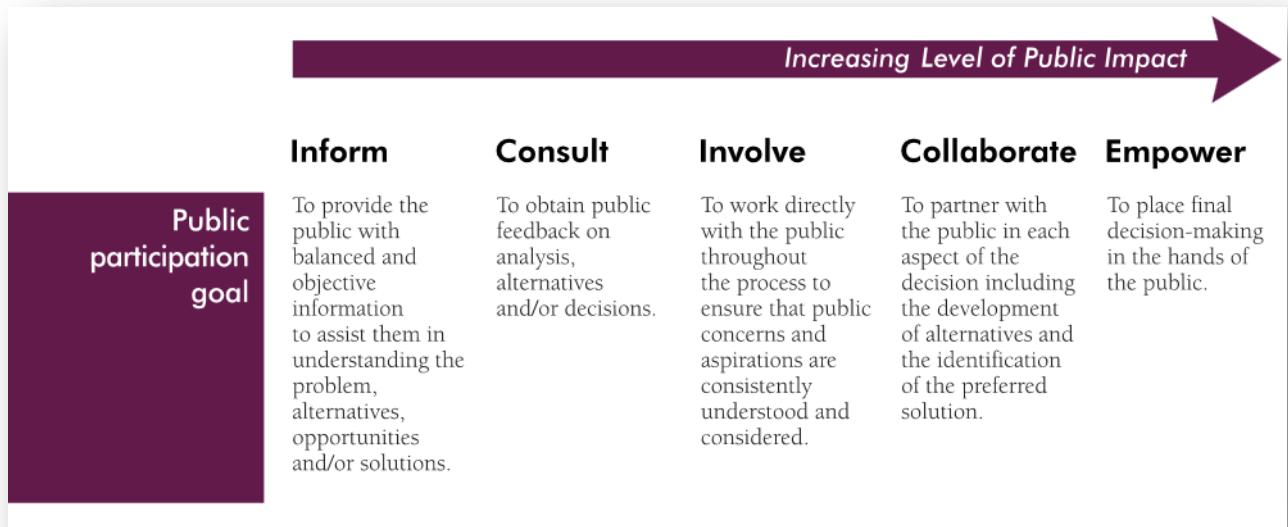 Increasing Level of Public Impact
Inform
To provide the
public with
balanced and
objective
information
to assist them in
understanding the
problem,
alternatives,
opportunities
and/or solutions.
Consult
To obtain public
feedback on
analysis,
alternatives
and/or decisions.
Involve
To work directly
with the public
throughout
the process to
ensure that public
concerns and
aspirations are
consistently
understood and
considered.
Collaborate
To partner with
the public in each
aspect of the
decision including
the development
of alternatives and
the identification
of the preferred
solution.
Empower
To place final
decision-making
in the hands of
the public.
Public
participation
goal